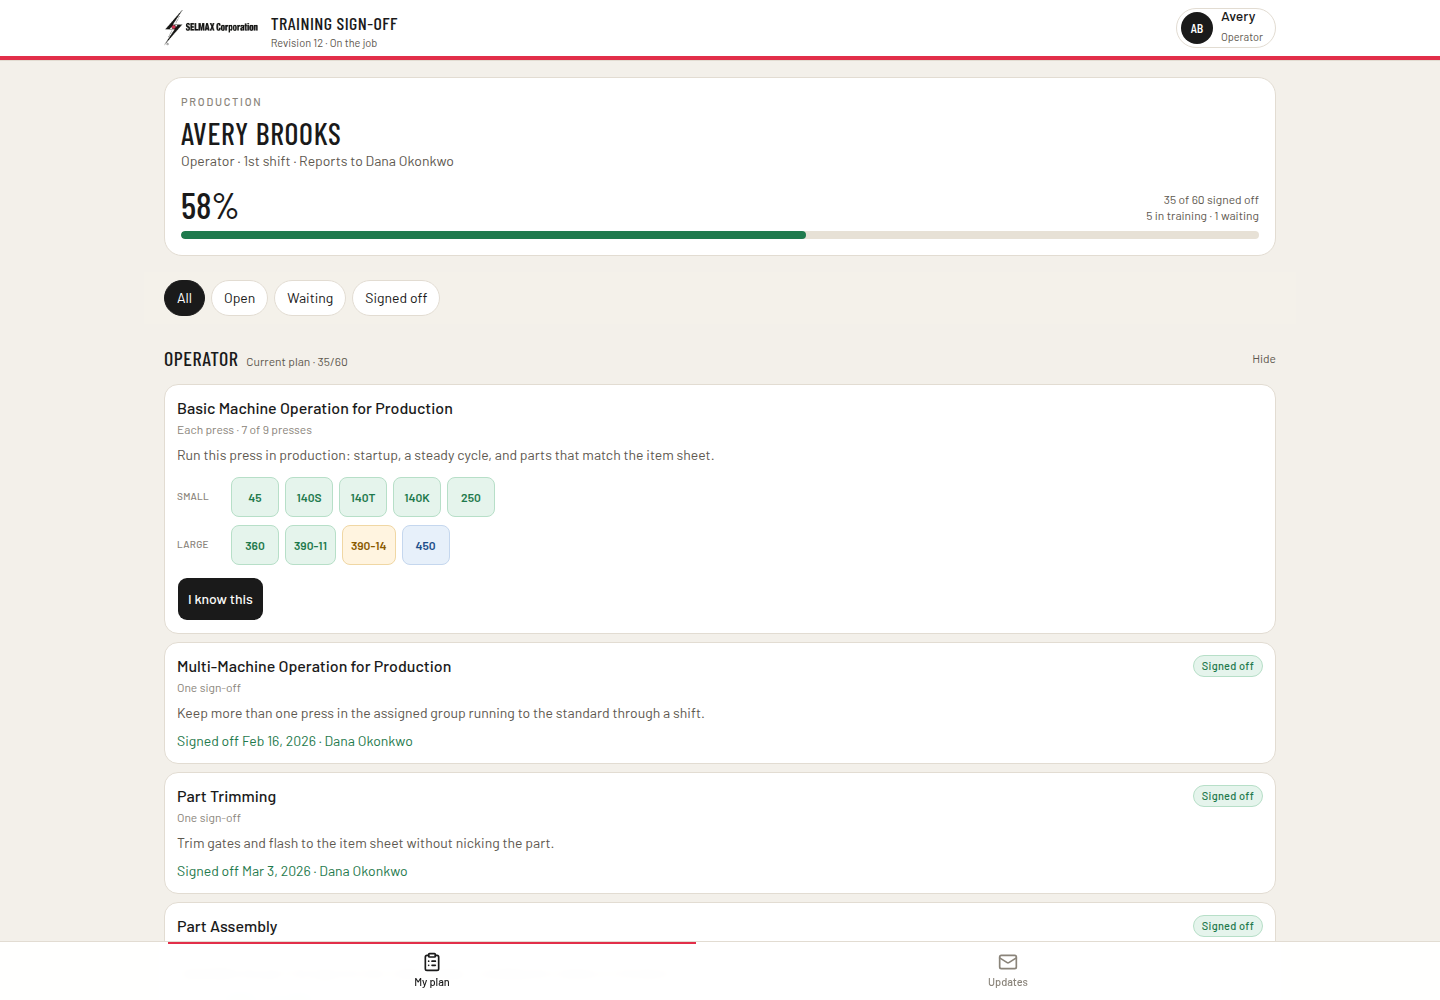 SELMAX Corporation
TRAINING SIGN-OFF
Revision 12 · On the job
AB
Avery
Operator
PRODUCTION
AVERY BROOKS
Operator · 1st shift · Reports to Dana Okonkwo
58%
35 of 60 signed off
5 in training · 1 waiting
All
Open
Waiting
Signed off
OPERATOR
Current plan · 35/60
Hide
Basic Machine Operation for Production
Each press · 7 of 9 presses
Run this press in production: startup, a steady cycle, and parts that match the item sheet.
SMALL 45 140S 140T 140K 250
LARGE 360 390-11 390-14 450
I know this
Multi-Machine Operation for Production
Signed off
One sign-off
Keep more than one press in the assigned group running to the standard through a shift.
Signed off Feb 16, 2026 · Dana Okonkwo
Part Trimming
Signed off
One sign-off
Trim gates and flash to the item sheet without nicking the part.
Signed off Mar 3, 2026 · Dana Okonkwo
Part Assembly
Signed off
My plan
Updates